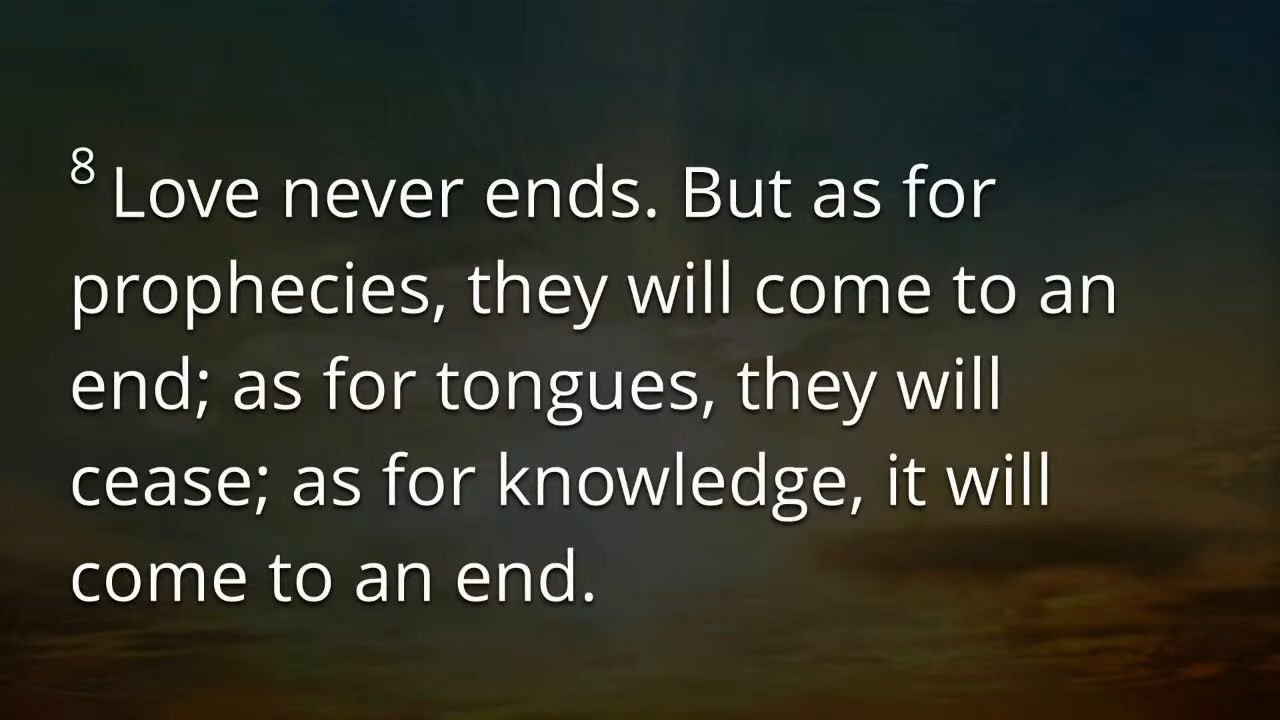 8 Love never ends. But as for
prophecies, they will come to an
end; as for tongues, they will
cease; as for knowledge, it will
come to an end.